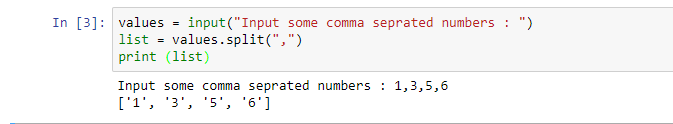 In [3]: values = input("Input some comma seprated numbers : ")
list = values.split(",")
print (list)
Input some comma seprated numbers : 1,3,5,6
['1', '3', '5', '6']